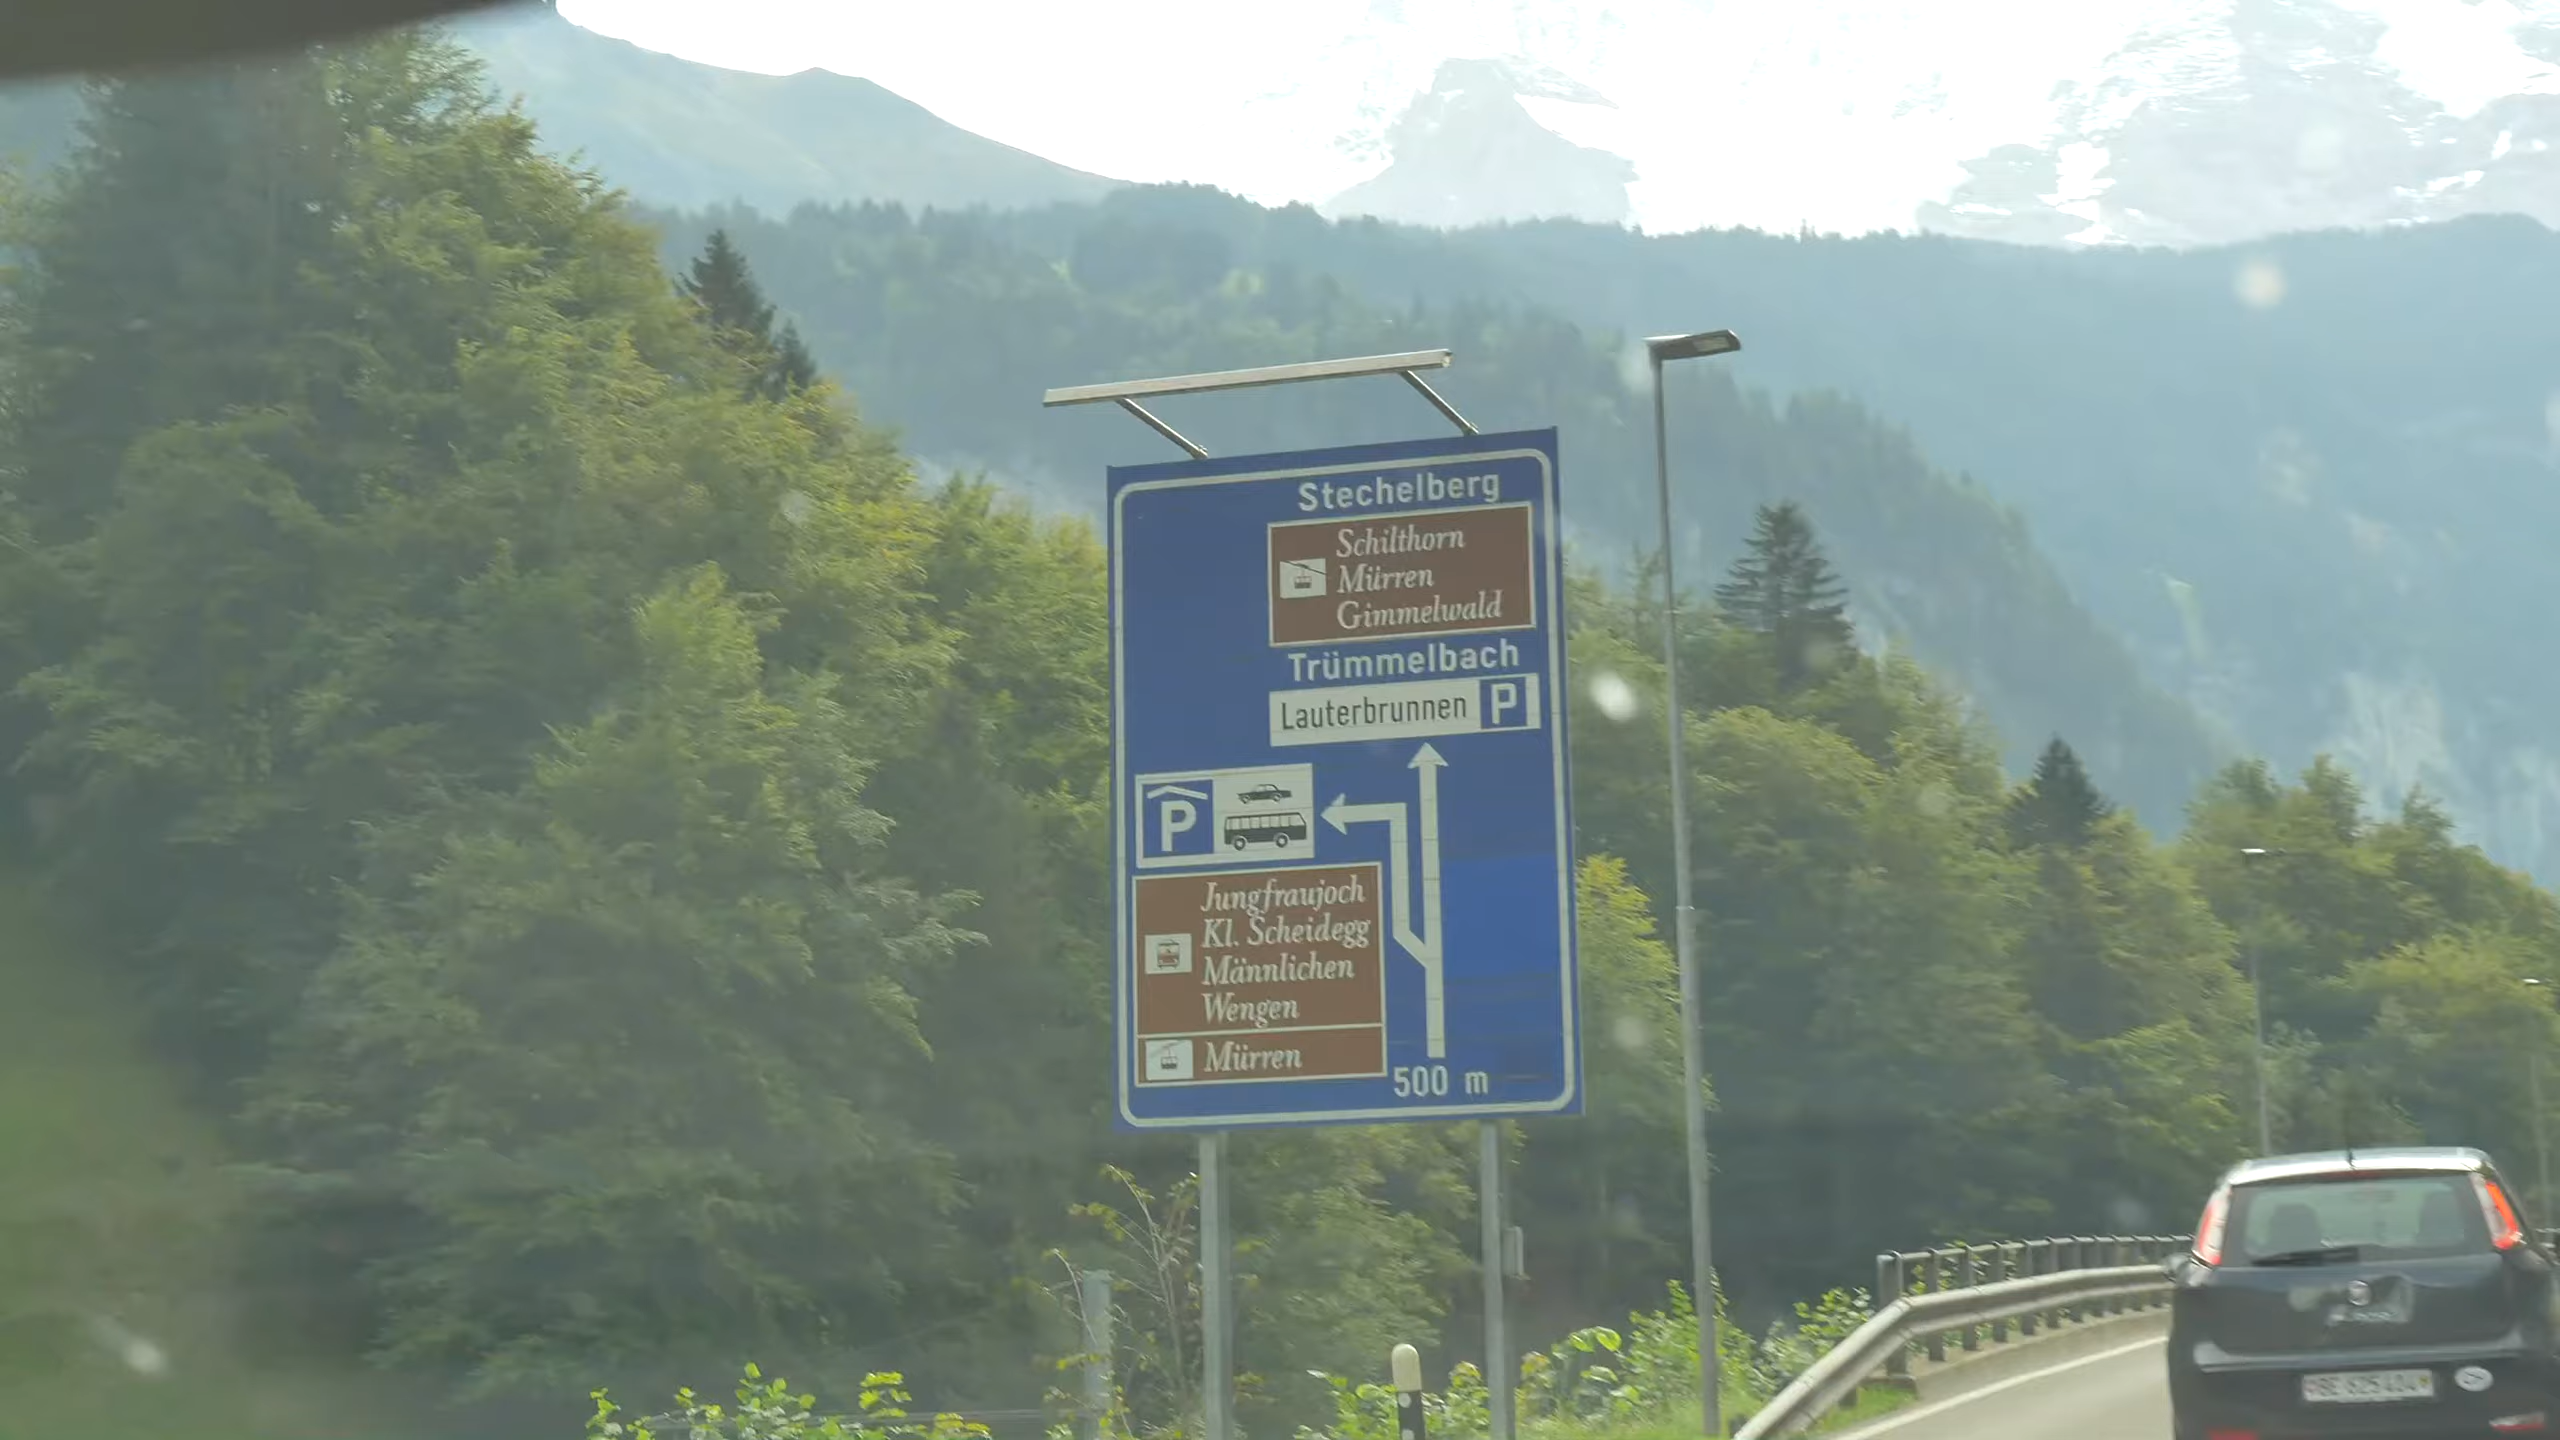 Stechelberg
Schilthorn
Mürren
Gimmelwald
Trümmelbach
Lauterbrunnen P
P
Jungfraujoch
Kl. Scheidegg
Männlichen
Wengen
Mürren
500 m